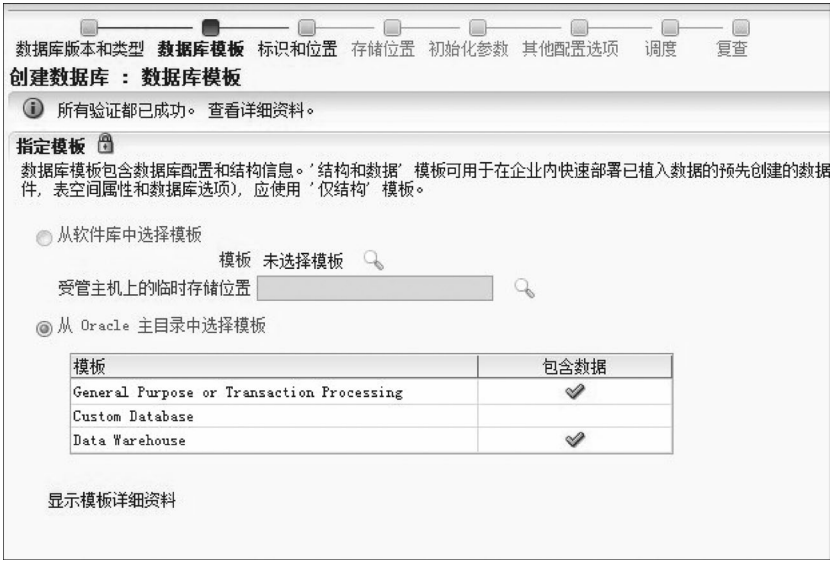 数据库版本和类型 数据库模板 标识和位置 存储位置 初始化参数 其他配置选项 调度 复查
创建数据库 : 数据库模板
所有验证都已成功。 查看详细资料。
指定模板
数据库模板包含数据库配置和结构信息。'结构和数据' 模板可用于在企业内快速部署已植入数据的预先创建的数据
件, 表空间属性和数据库选项), 应使用 '仅结构' 模板。
从软件库中选择模板
模板 未选择模板
受管主机上的临时存储位置
从 Oracle 主目录中选择模板
模板 包含数据
General Purpose or Transaction Processing
Custom Database
Data Warehouse
显示模板详细资料